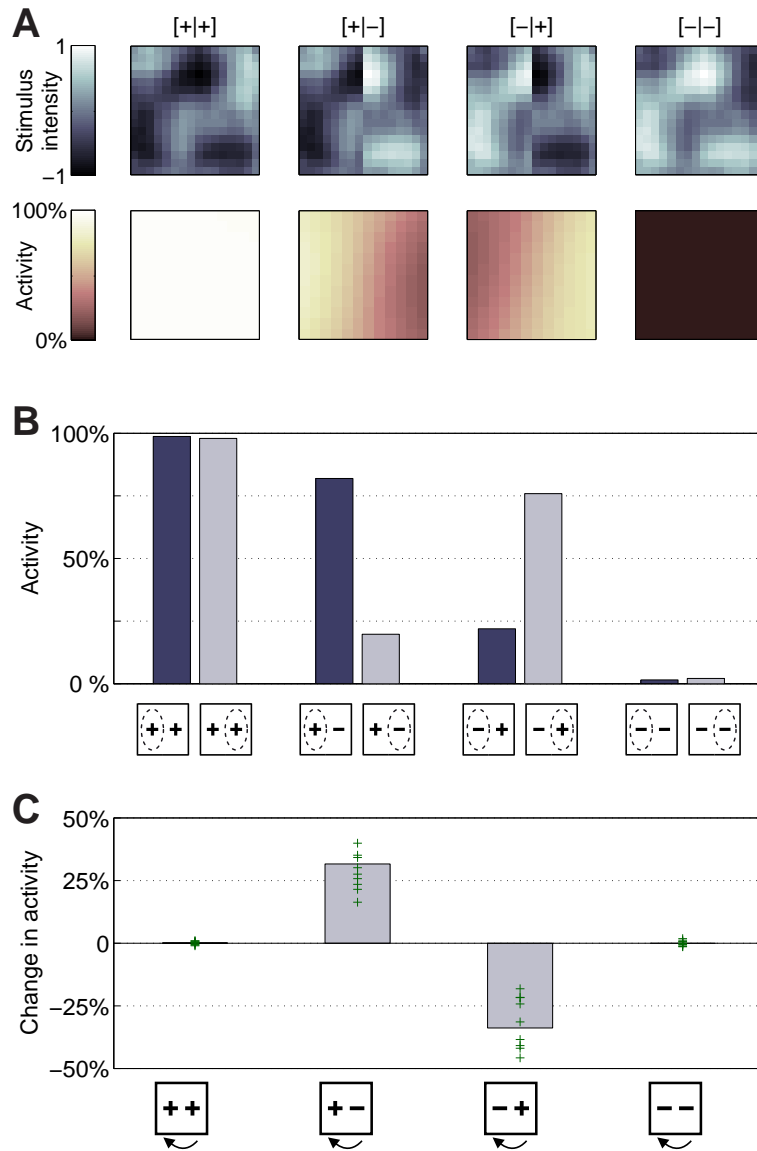 A
[+|+] [+|−] [−|+] [−|−]
Stimulus
intensity
1
−1
Activity
100%
0%
B
Activity
100%
50%
0 %
+ + + + + − + − − + − + − − − −
C
Change in activity
50%
25%
0
−25%
−50%
+ + + − − + − −